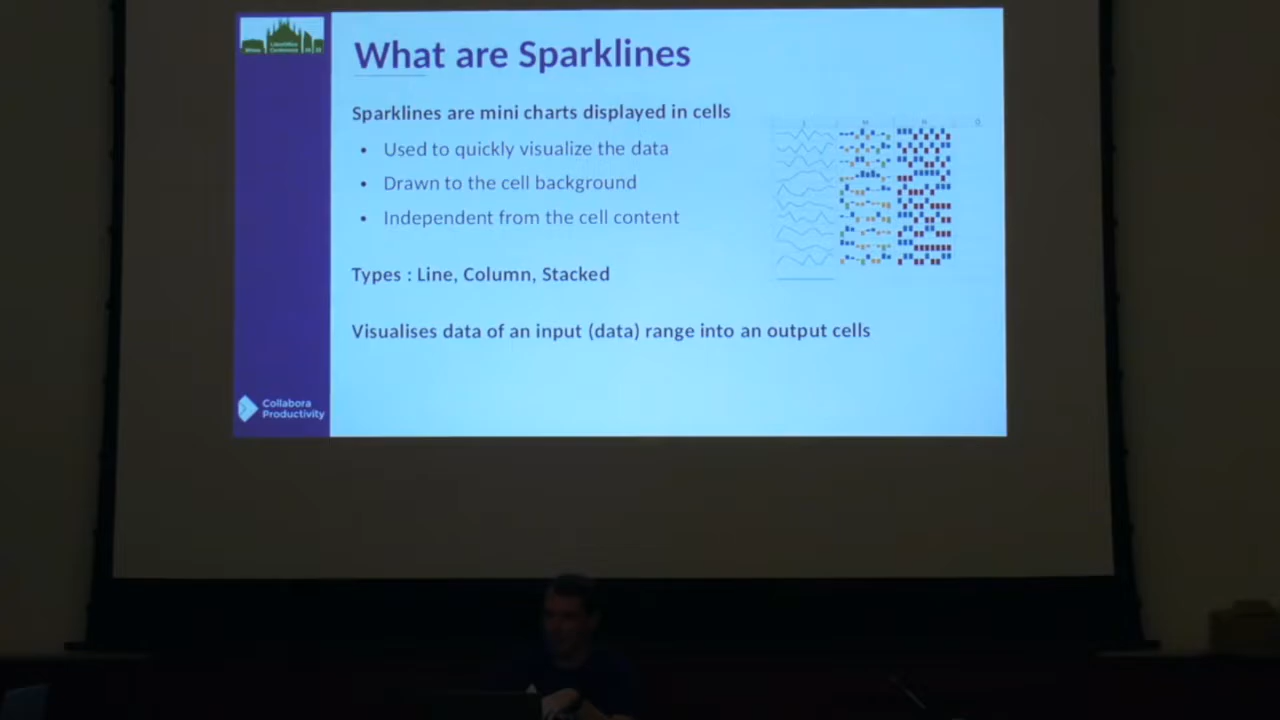 What are Sparklines
Sparklines are mini charts displayed in cells
• Used to quickly visualize the data
• Drawn to the cell background
• Independent from the cell content
Types : Line, Column, Stacked
Visualises data of an input (data) range into an output cells
Collabora
Productivity